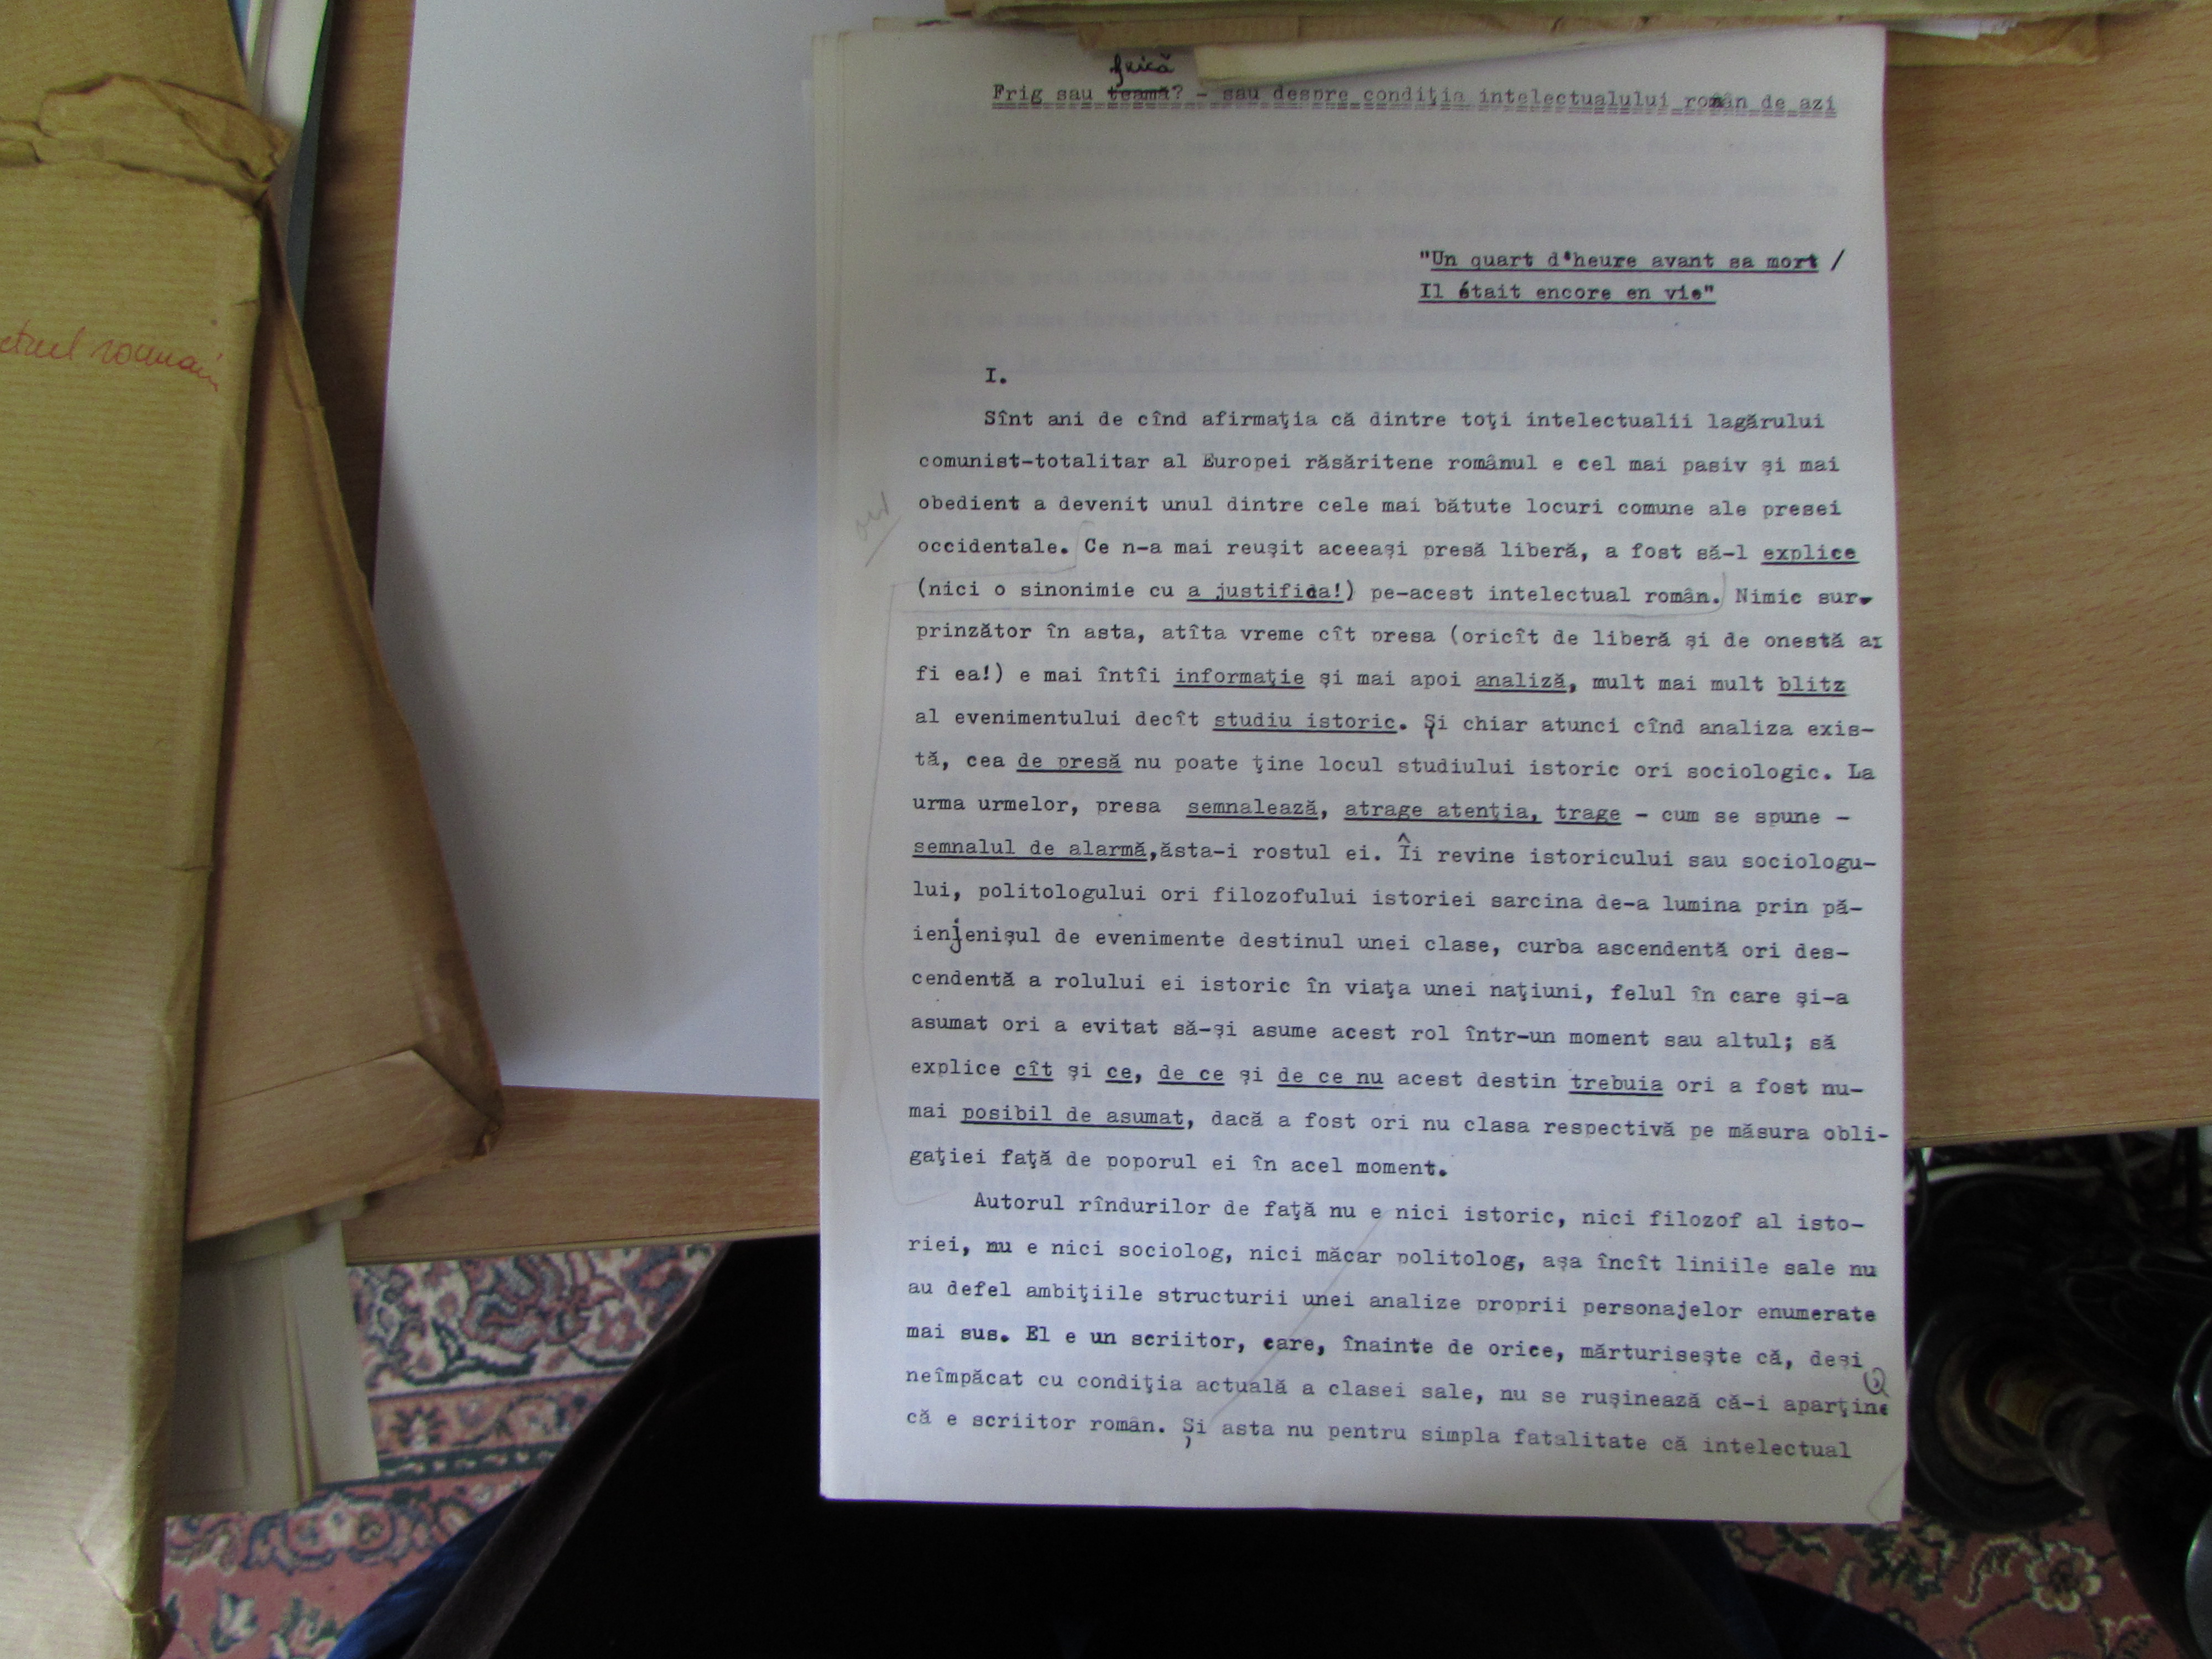 frică
Frig sau teamă? - sau despre condiţia intelectualului român de azi
"Un quart d'heure avant sa mort /
Il était encore en vie"
I.
Sînt ani de cînd afirmaţia că dintre toţi intelectualii lagărului
comunist-totalitar al Europei răsăritene românul e cel mai pasiv şi mai
obedient a devenit unul dintre cele mai bătute locuri comune ale presei
occidentale. Ce n-a mai reuşit aceeaşi presă liberă, a fost să-l explice
(nici o sinonimie cu a justifica!) pe-acest intelectual român. Nimic sur-
prinzător în asta, atîta vreme cît presa (oricît de liberă şi de onestă ar
fi ea!) e mai întîi informaţie şi mai apoi analiză, mult mai mult blitz
al evenimentului decît studiu istoric. Şi chiar atunci cînd analiza exis-
tă, cea de presă nu poate ţine locul studiului istoric ori sociologic. La
urma urmelor, presa semnalează, atrage atenţia, trage - cum se spune -
semnalul de alarmă,ăsta-i rostul ei. Îi revine istoricului sau sociologu-
lui, politologului ori filozofului istoriei sarcina de-a lumina prin pă-
ienjenişul de evenimente destinul unei clase, curba ascendentă ori des-
cendentă a rolului ei istoric în viaţa unei naţiuni, felul în care şi-a
asumat ori a evitat să-şi asume acest rol într-un moment sau altul; să
explice cît şi ce, de ce şi de ce nu acest destin trebuia ori a fost nu-
mai posibil de asumat, dacă a fost ori nu clasa respectivă pe măsura obli-
gaţiei faţă de poporul ei în acel moment.
Autorul rîndurilor de faţă nu e nici istoric, nici filozof al isto-
riei, nu e nici sociolog, nici măcar politolog, aşa încît liniile sale nu
au defel ambiţiile structurii unei analize proprii personajelor enumerate
mai sus. El e un scriitor, care, înainte de orice, mărturiseşte că, deşi
neîmpăcat cu condiţia actuală a clasei sale, nu se ruşinează că-i aparţine
că e scriitor român. Şi asta nu pentru simpla fatalitate că intelectual